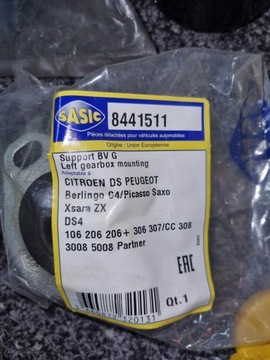 SASIC
8441511
Pièces détachées pour véhicules automobiles
Origine : Union Européenne
Support BV G
Left gearbox mounting
Adaptable à :
CITROEN DS PEUGEOT
Berlingo C4/Picasso Saxo
Xsara ZX
DS4
106 206 206+ 306 307/CC 308
3008 5008 Partner
EAC
Qt.1